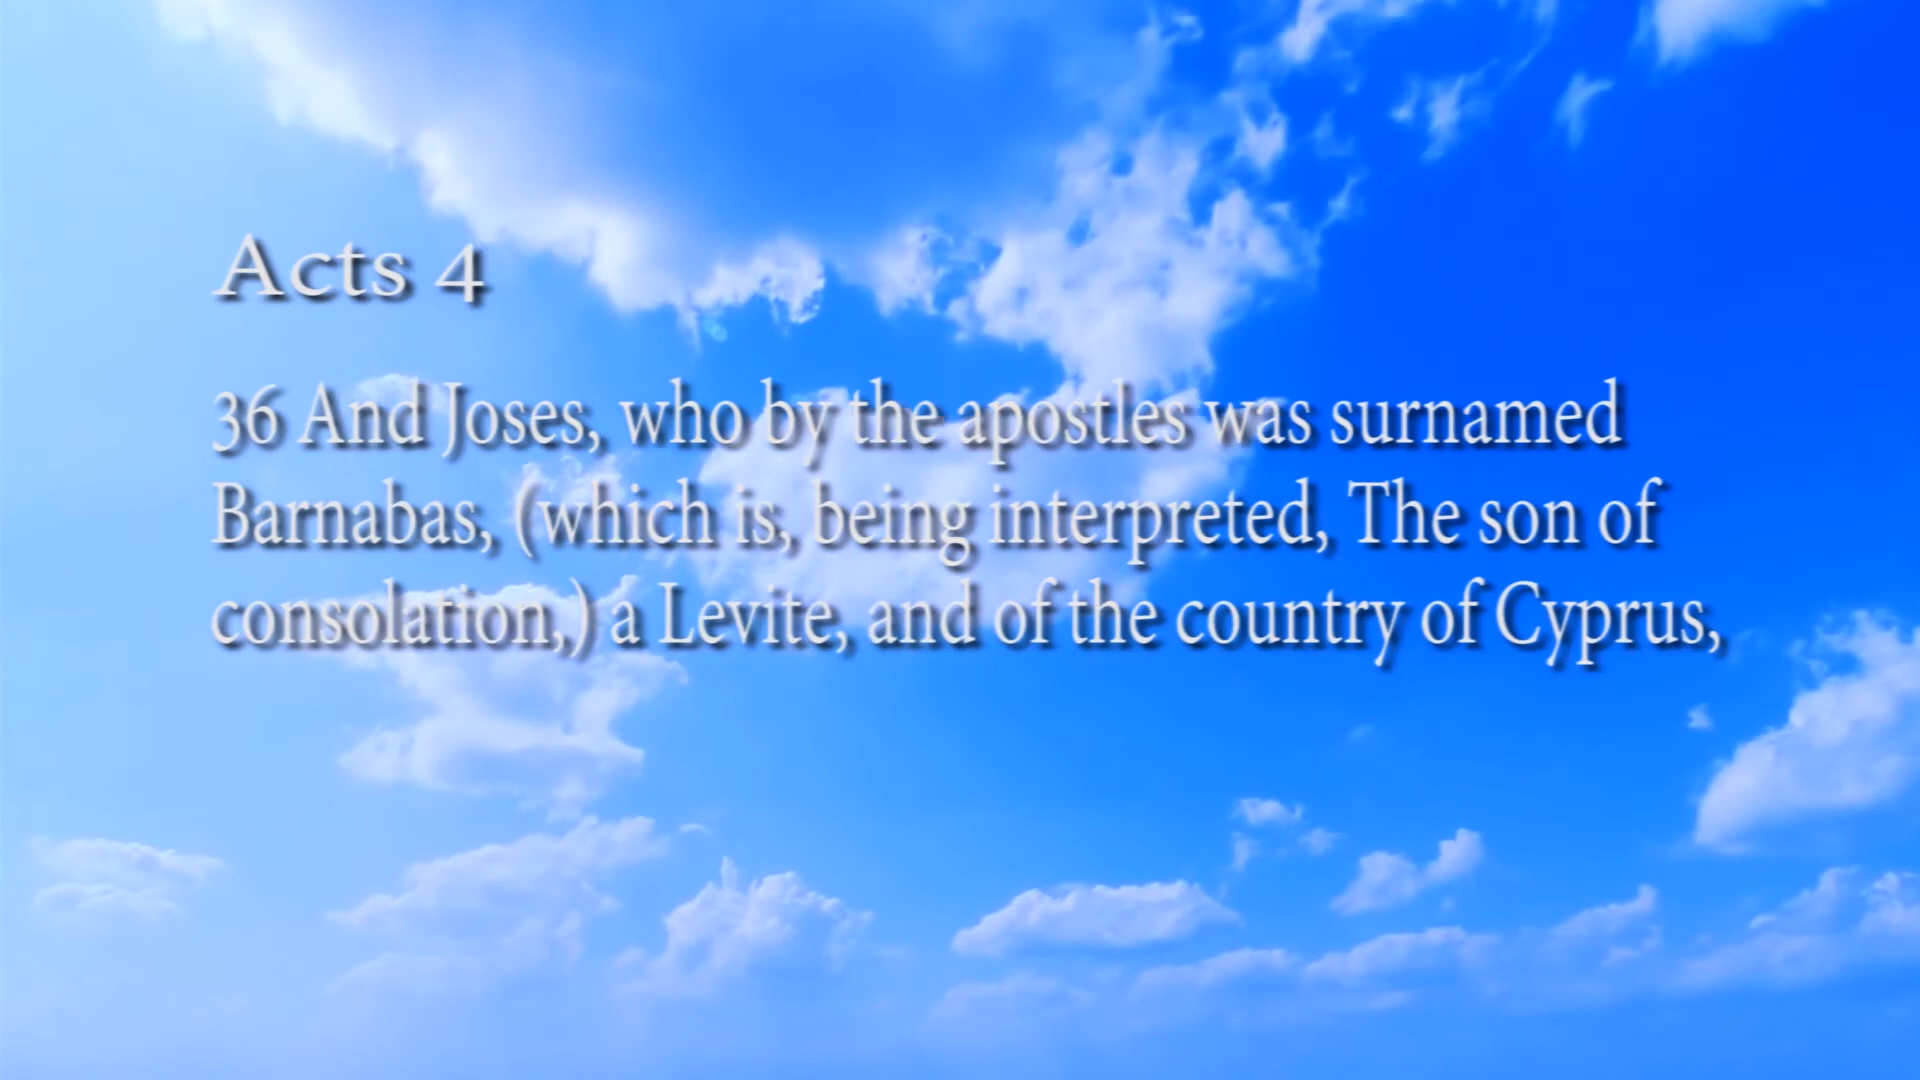 Acts 4
36 And Joses, who by the apostles was surnamed
Barnabas, (which is, being interpreted, The son of
consolation,) a Levite, and of the country of Cyprus,